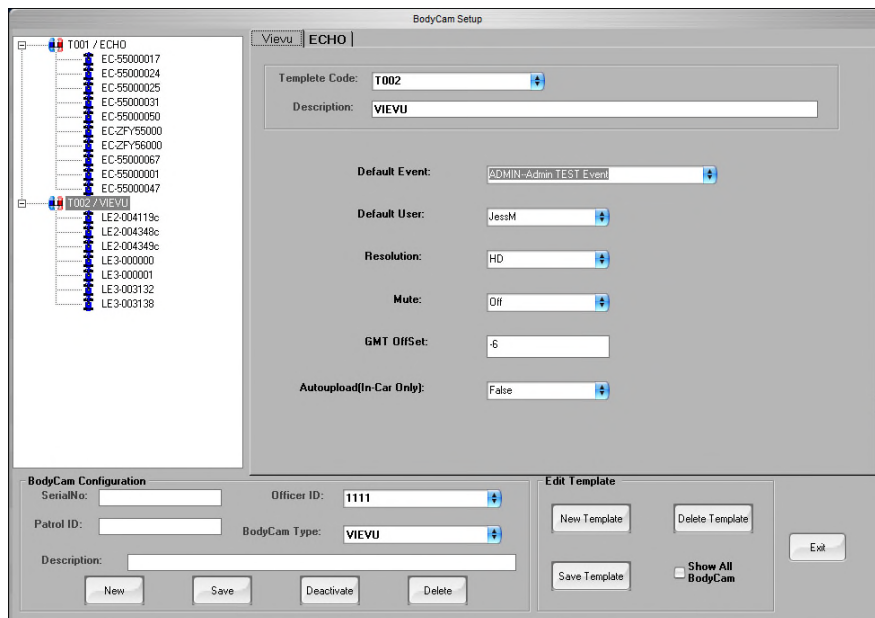 BodyCam Setup
T001 / ECHO
EC-55000017
EC-55000024
EC-55000025
EC-55000031
EC-55000050
EC-ZFY55000
EC-ZFY56000
EC-55000067
EC-55000001
EC-55000047
T002 / VIEVU
LE2-004119c
LE2-004348c
LE2-004349c
LE3-000000
LE3-000001
LE3-003132
LE3-003138
Vievu ECHO
Templete Code: T002
Description: VIEVU
Default Event: ADMIN--Admin TEST Event
Default User: JessM
Resolution: HD
Mute: Off
GMT OffSet: -6
Autoupload(In-Car Only): False
BodyCam Configuration
SerialNo: Officer ID: 1111
Patrol ID: BodyCam Type: VIEVU
Description:
New Save Deactivate Delete
Edit Template
New Template Delete Template
Save Template Show All
BodyCam
Exit